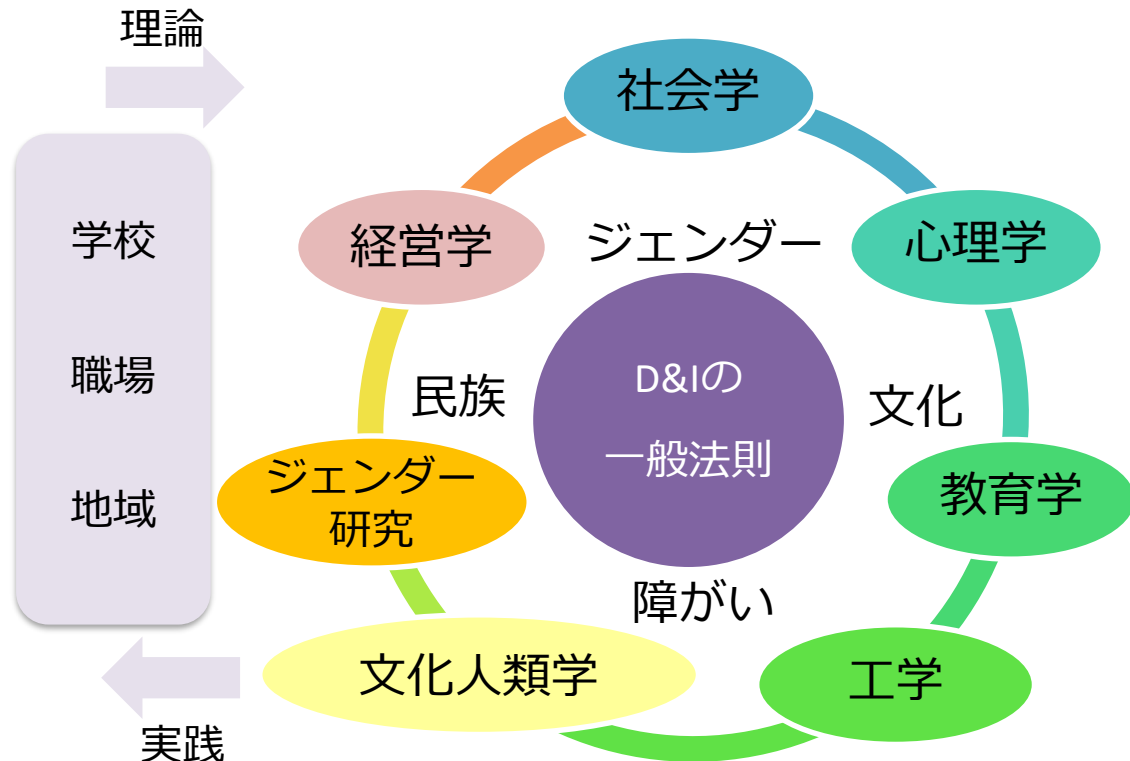 理論
学校
職場
地域
実践
社会学
経営学
ジェンダー
心理学
D&Iの
一般法則
民族
文化
ジェンダー
研究
教育学
障がい
文化人類学
工学